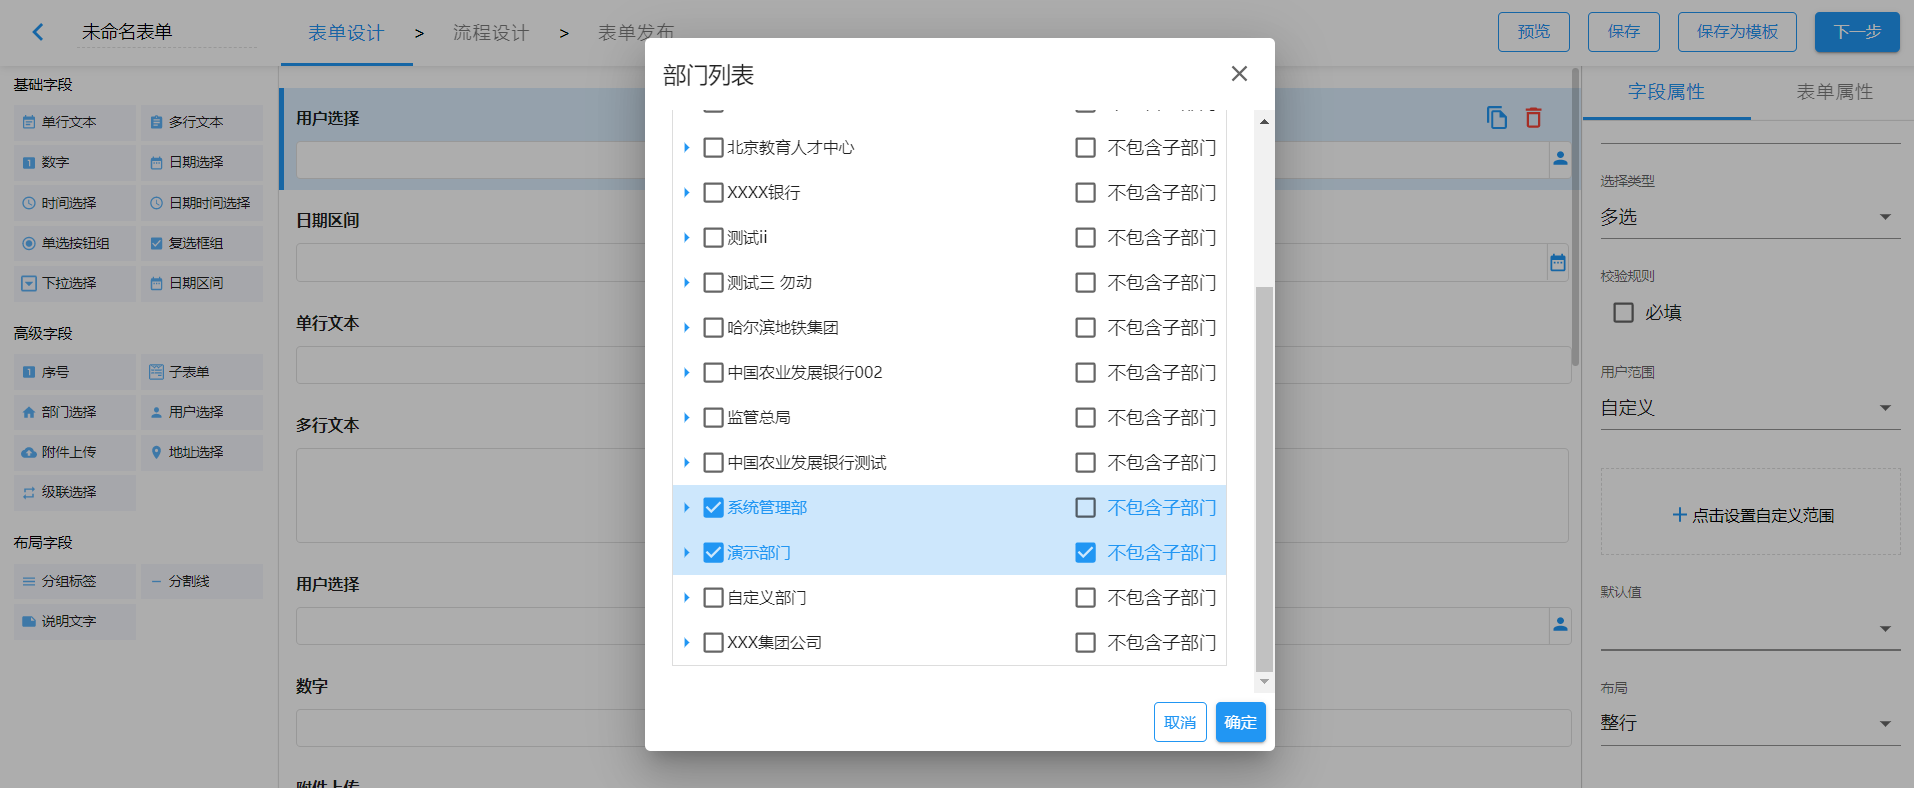 未命名表单
表单设计 > 流程设计 > 表单发布
预览 保存 保存为模板 下一步
基础字段
单行文本 多行文本
数字 日期选择
时间选择 日期时间选择
单选按钮组 复选框组
下拉选择 日期区间
高级字段
序号 子表单
部门选择 用户选择
附件上传 地址选择
级联选择
布局字段
分组标签 分割线
说明文字
用户选择
日期区间
单行文本
多行文本
用户选择
数字
附件上传
部门列表
北京教育人才中心 不包含子部门
XXXX银行 不包含子部门
测试ii 不包含子部门
测试三 勿动 不包含子部门
哈尔滨地铁集团 不包含子部门
中国农业发展银行002 不包含子部门
监管总局 不包含子部门
中国农业发展银行测试 不包含子部门
系统管理部 不包含子部门
演示部门 不包含子部门
自定义部门 不包含子部门
XXX集团公司 不包含子部门
取消 确定
字段属性 表单属性
选择类型
多选
校验规则
必填
用户范围
自定义
点击设置自定义范围
默认值
布局
整行